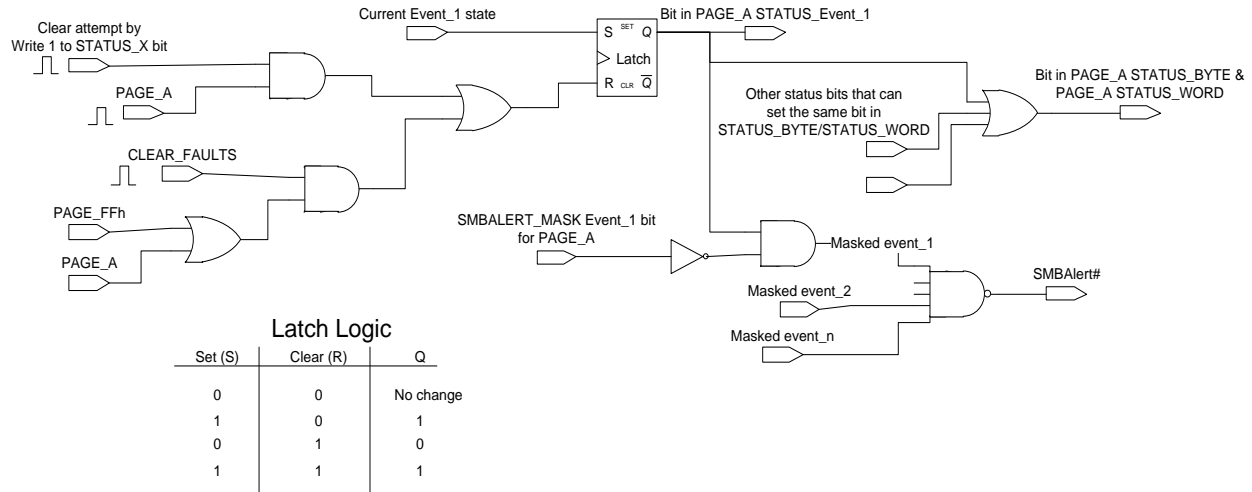 Clear attempt by
Write 1 to STATUS_X bit
PAGE_A
CLEAR_FAULTS
PAGE_FFh
PAGE_A
Current Event_1 state
S SET Q
Latch
R CLR Q
Bit in PAGE_A STATUS_Event_1
Other status bits that can
set the same bit in
STATUS_BYTE/STATUS_WORD
Bit in PAGE_A STATUS_BYTE &
PAGE_A STATUS_WORD
SMBALERT_MASK Event_1 bit
for PAGE_A
Masked event_1
Masked event_2
Masked event_n
SMBAlert#
Latch Logic
Set (S) Clear (R) Q
0 0 No change
1 0 1
0 1 0
1 1 1